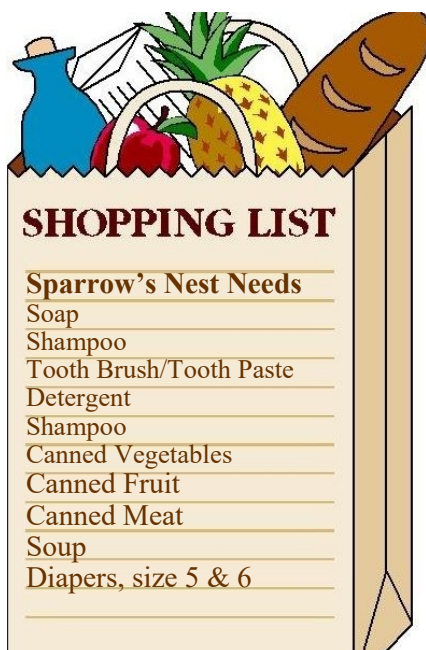 SHOPPING LIST
Sparrow's Nest Needs
Soap
Shampoo
Tooth Brush/Tooth Paste
Detergent
Shampoo
Canned Vegetables
Canned Fruit
Canned Meat
Soup
Diapers, size 5 & 6